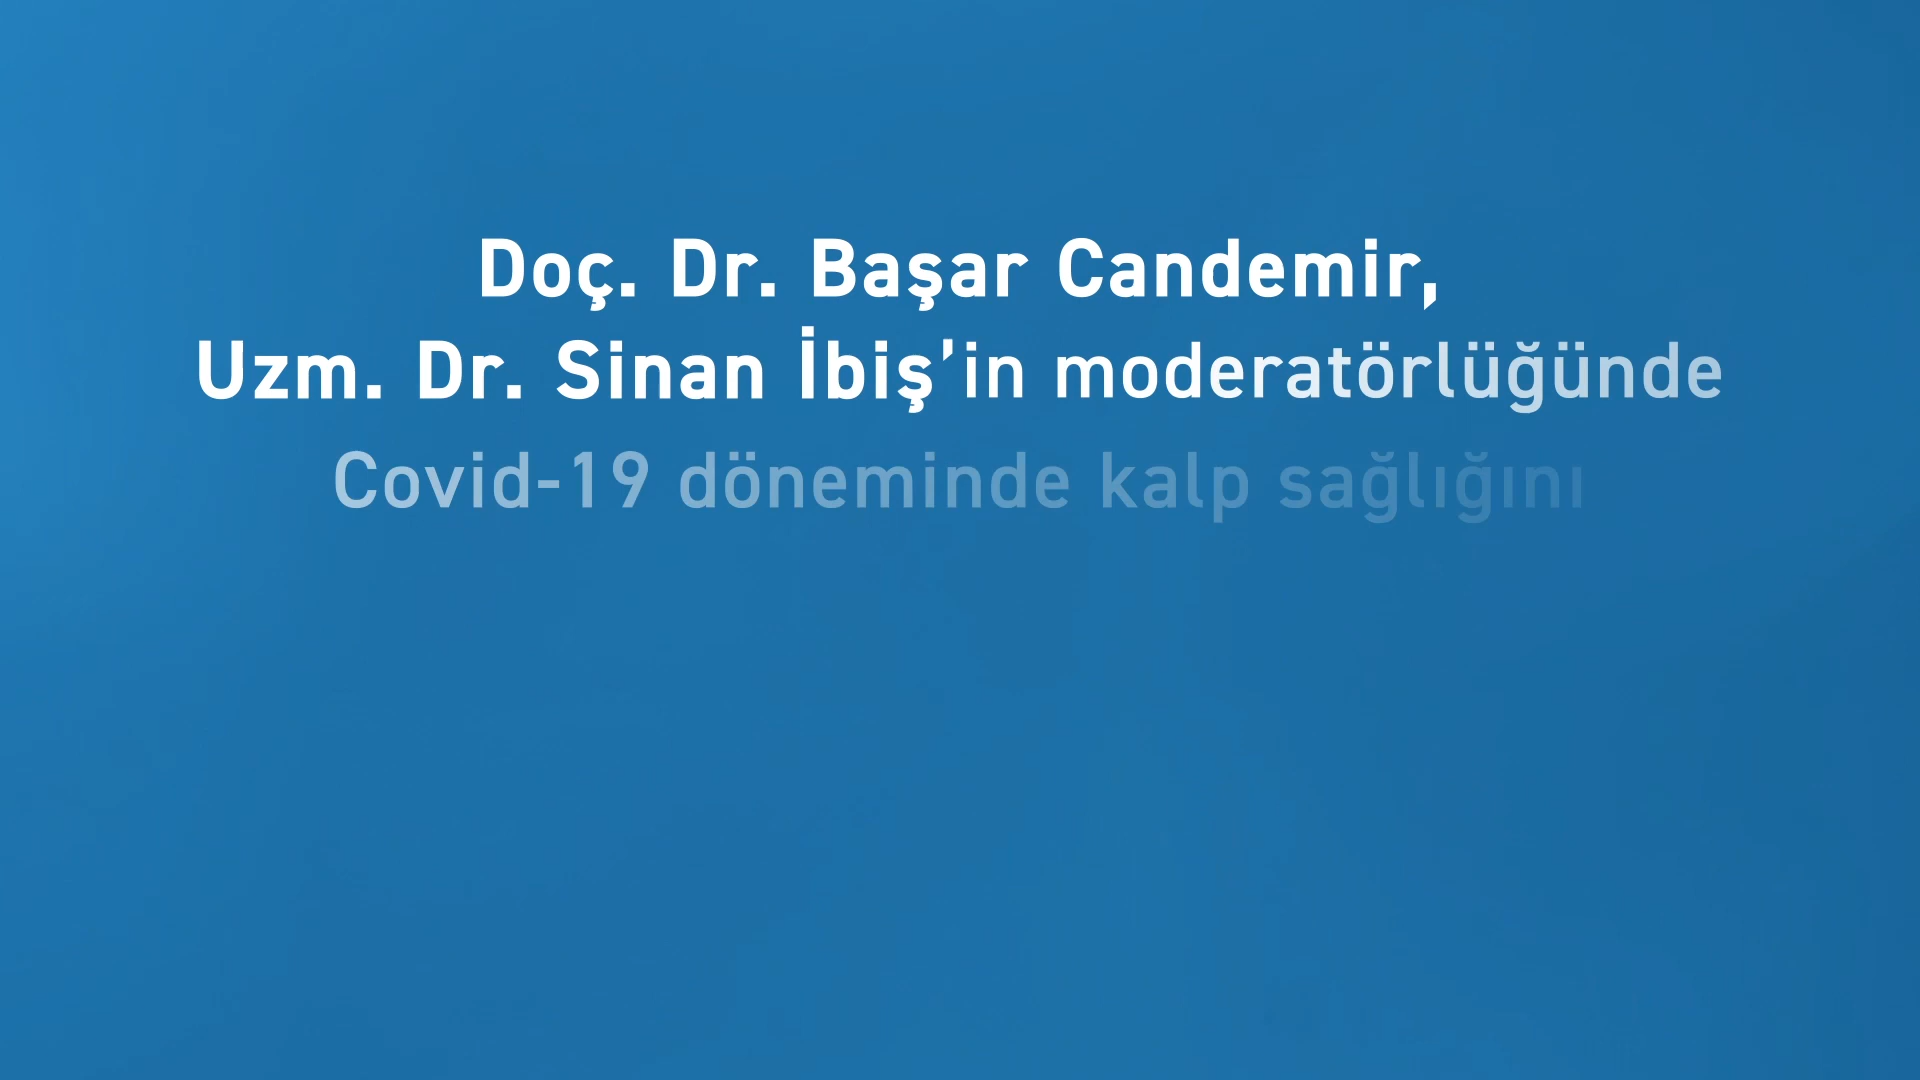 Doç. Dr. Başar Candemir,
Uzm. Dr. Sinan İbiş’in moderatörlüğünde
Covid-19 döneminde kalp sağlığını